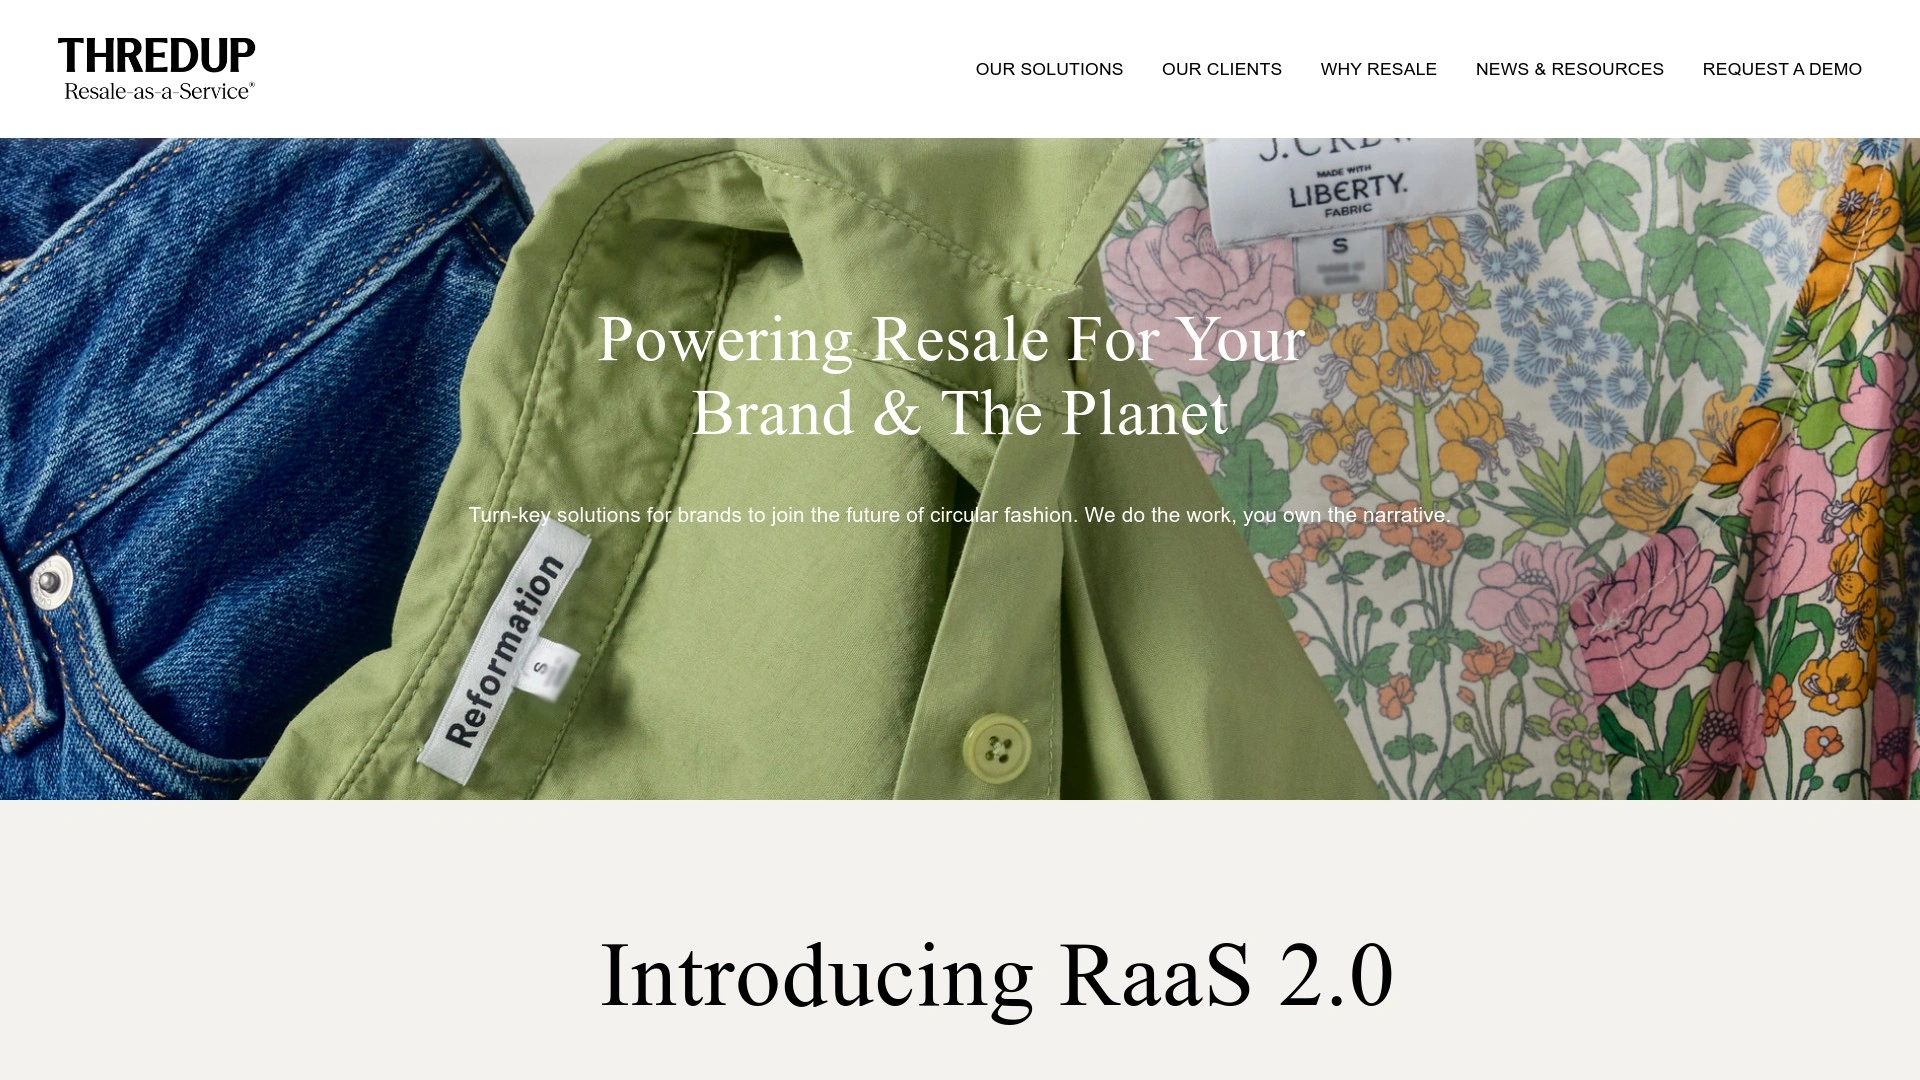 THREDUP
Resale-as-a-Service®
OUR SOLUTIONS
OUR CLIENTS
WHY RESALE
NEWS & RESOURCES
REQUEST A DEMO
J.CREW
MADE WITH
LIBERTY.
FABRIC
S
Powering Resale For Your
Brand & The Planet
Turn-key solutions for brands to join the future of circular fashion. We do the work, you own the narrative.
Reformation
S
Introducing RaaS 2.0